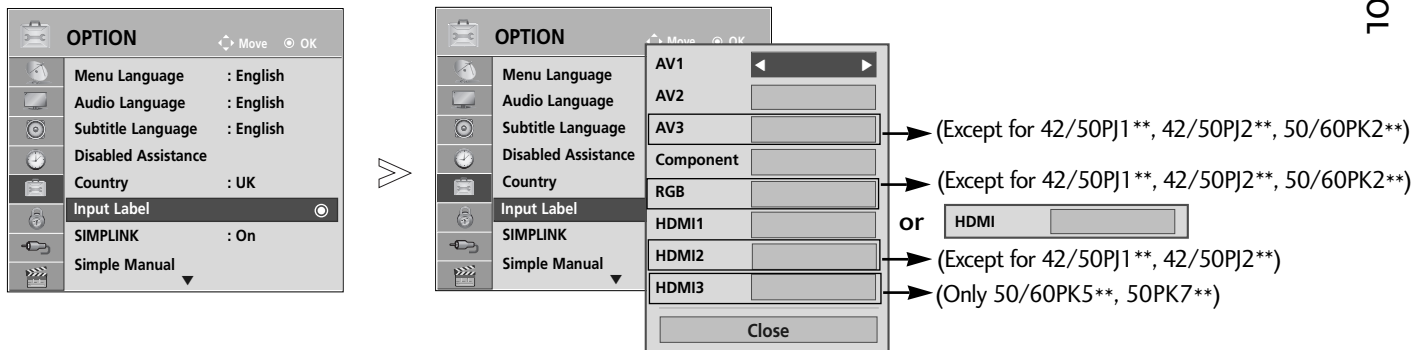 OL
OPTION Move OK
Menu Language : English
Audio Language : English
Subtitle Language : English
Disabled Assistance
Country : UK
Input Label
SIMPLINK : On
Simple Manual
OPTION Move OK
Menu Language
Audio Language
Subtitle Language
Disabled Assistance
Country
Input Label
SIMPLINK
Simple Manual
AV1
AV2
AV3 (Except for 42/50PJ1**, 42/50PJ2**, 50/60PK2**)
Component
RGB (Except for 42/50PJ1**, 42/50PJ2**, 50/60PK2**)
HDMI1 or HDMI
HDMI2 (Except for 42/50PJ1**, 42/50PJ2**)
HDMI3 (Only 50/60PK5**, 50PK7**)
Close